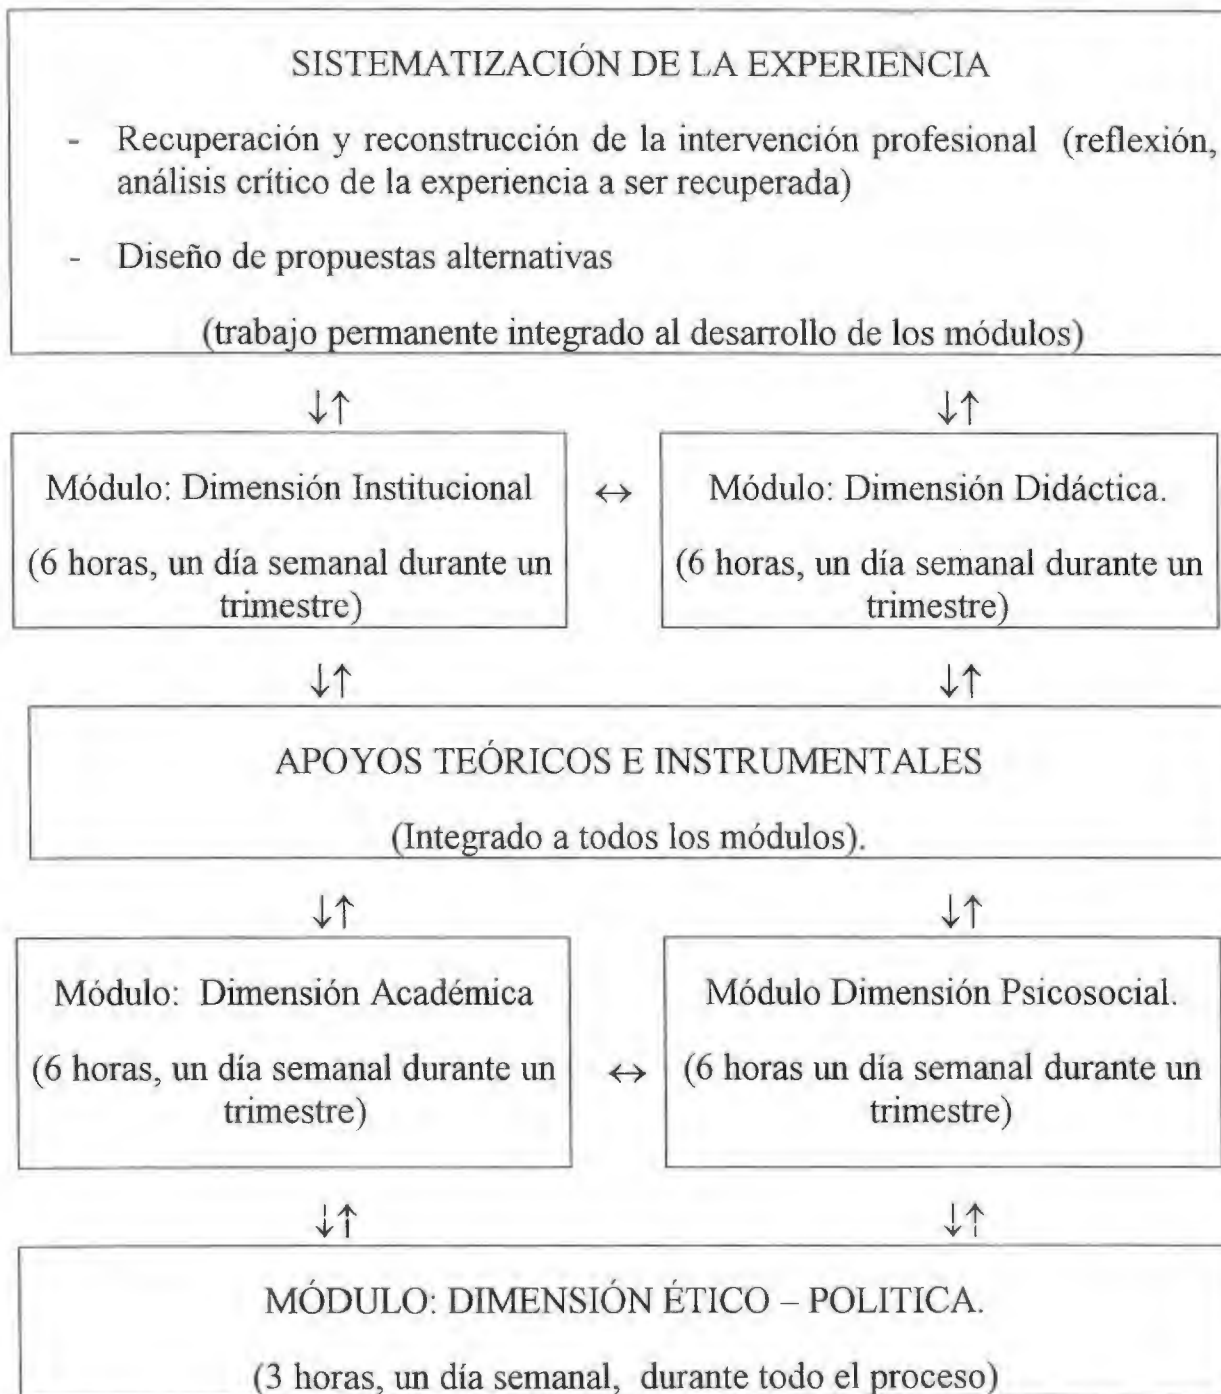 SISTEMATIZACIÓN DE LA EXPERIENCIA
- Recuperación y reconstrucción de la intervención profesional (reflexión,
análisis crítico de la experiencia a ser recuperada)
- Diseño de propuestas alternativas
(trabajo permanente integrado al desarrollo de los módulos)
↓↑ ↓↑
Módulo: Dimensión Institucional
(6 horas, un día semanal durante un
trimestre)
↔
Módulo: Dimensión Didáctica.
(6 horas, un día semanal durante un
trimestre)
↓↑ ↓↑
APOYOS TEÓRICOS E INSTRUMENTALES
(Integrado a todos los módulos).
↓↑ ↓↑
Módulo: Dimensión Académica
(6 horas, un día semanal durante un
trimestre)
↔
Módulo Dimensión Psicosocial.
(6 horas un día semanal durante un
trimestre)
↓↑ ↓↑
MÓDULO: DIMENSIÓN ÉTICO – POLITICA.
(3 horas, un día semanal, durante todo el proceso)